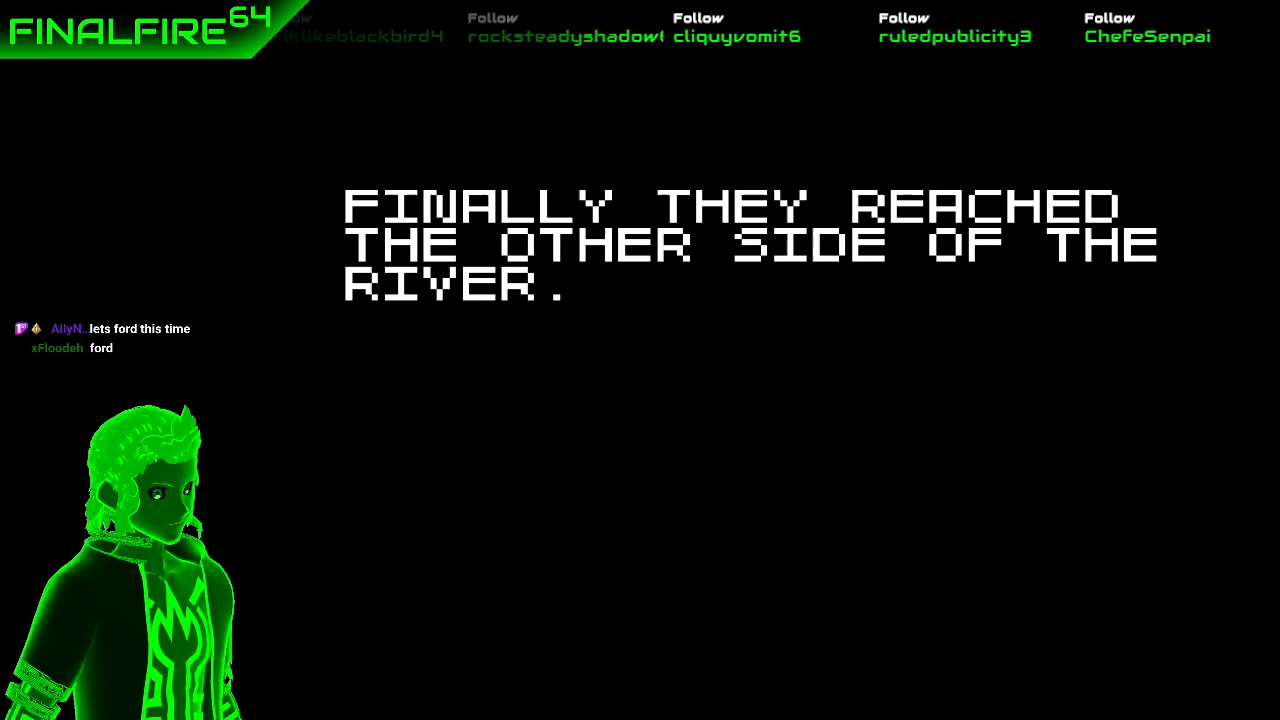 FINALFIRE64
Follow Follow Follow Follow
rocksteadyshadow cliquyvomit6 ruledpublicity3 ChefeSenpai
FINALLY THEY REACHED
THE OTHER SIDE OF THE
RIVER.
AllyN.. lets ford this time
xFloodeh ford